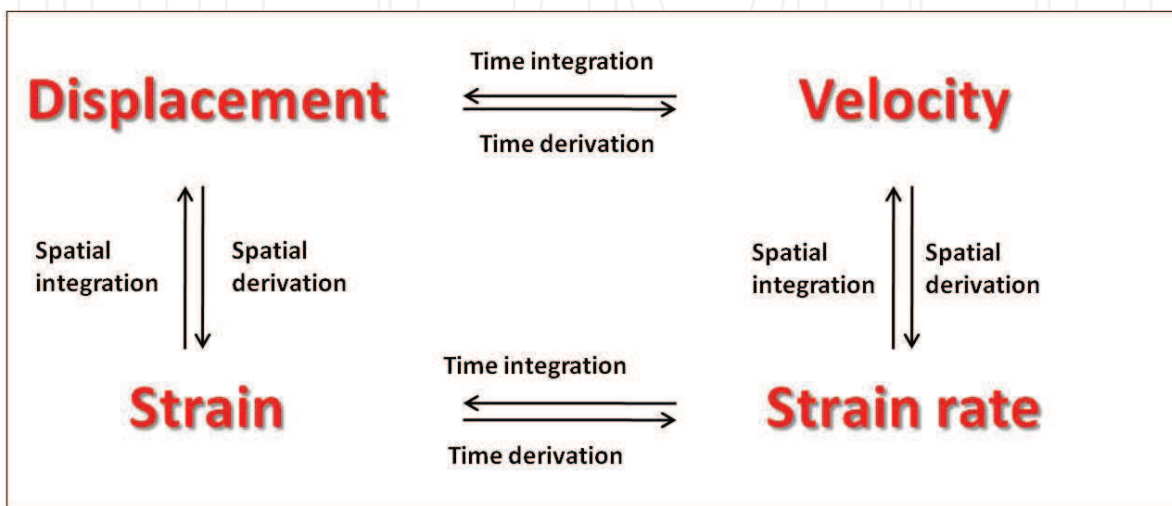 Time integration
Displacement
Velocity
Time derivation
Spatial
integration
Spatial
derivation
Spatial
integration
Spatial
derivation
Time integration
Strain
Strain rate
Time derivation